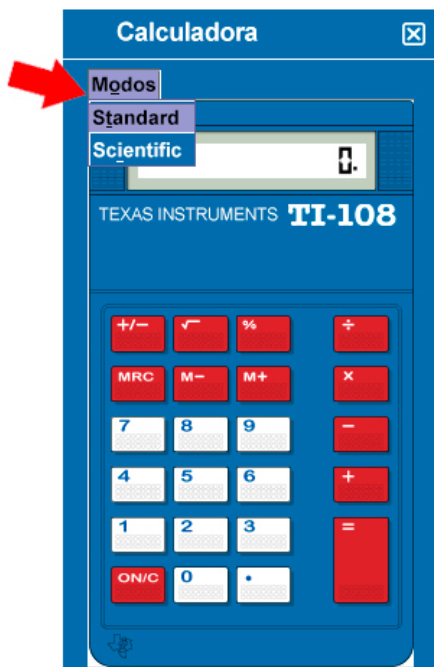 Calculadora
Modos
Standard
Scientific
0.
TEXAS INSTRUMENTS TI-108
+/− √ % ÷
MRC M− M+ ×
7 8 9 −
4 5 6 +
1 2 3 =
ON/C 0 •